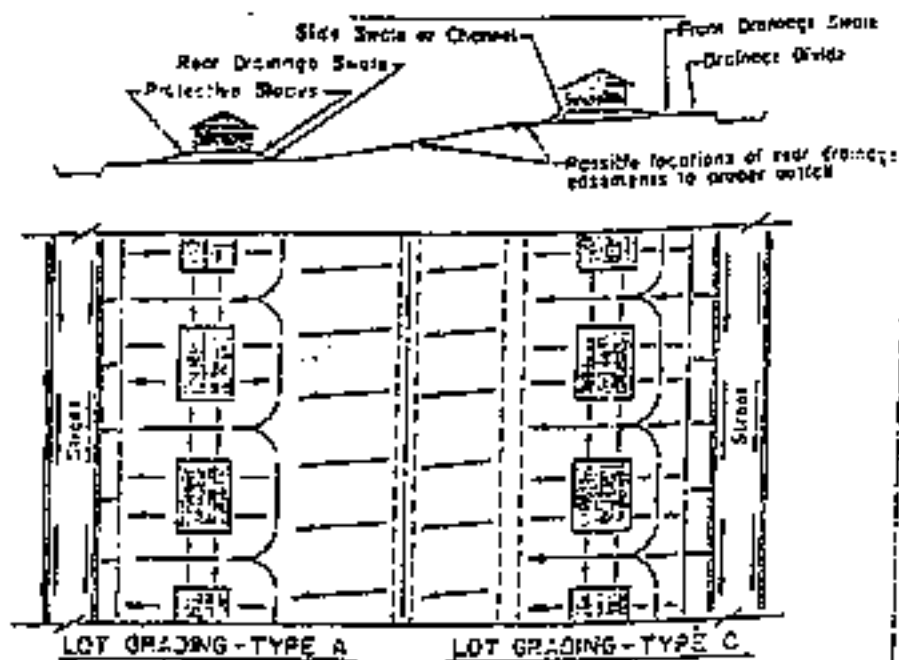 Side Swale or Channel
Front Drainage Swale
Rear Drainage Swale
Drainage Divide
Protective Slopes
Possible locations of rear drainage
easements to proper outfall
Street
Street
LOT GRADING - TYPE A
LOT GRADING - TYPE C